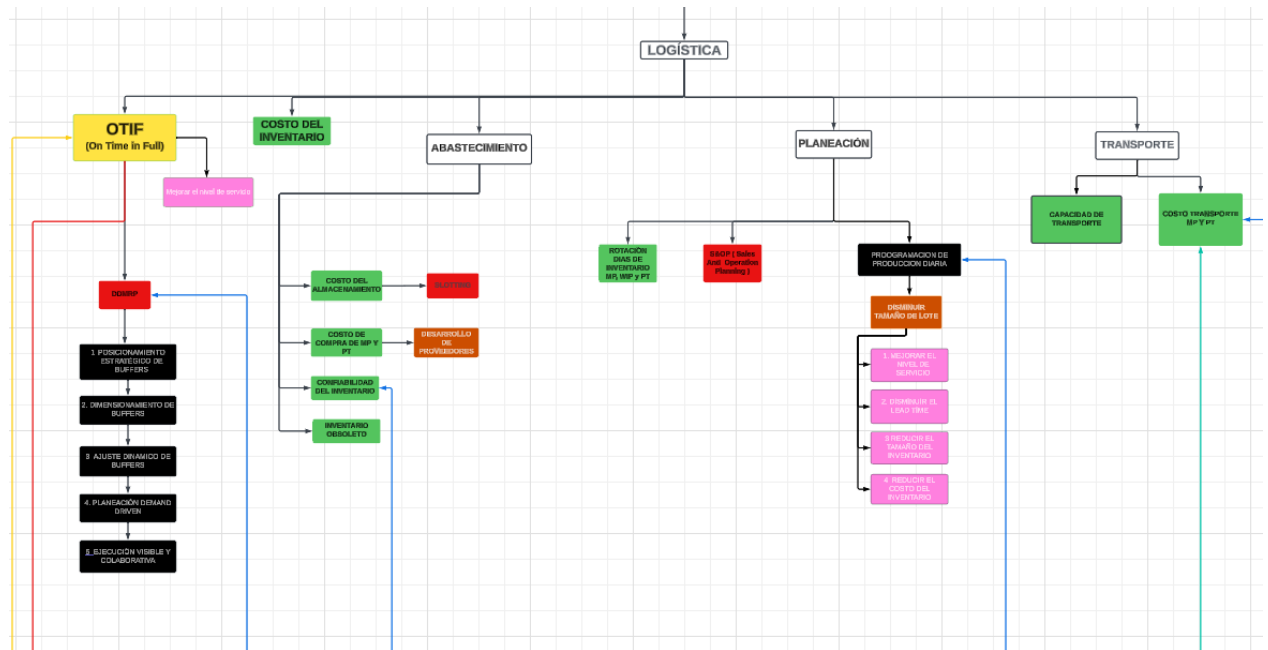 LOGÍSTICA
OTIF
(On Time in Full)
Mejorar el nivel de servicio
DDMRP
1. POSICIONAMIENTO
ESTRATÉGICO DE
BUFFERS
2. DIMENSIONAMIENTO DE
BUFFERS
3. AJUSTE DINAMICO DE
BUFFERS
4. PLANEACIÓN DEMAND
DRIVEN
5. EJECUCIÓN VISIBLE Y
COLABORATIVA
COSTO DEL
INVENTARIO
ABASTECIMIENTO
COSTO DEL
ALMACENAMIENTO
SLOTTING
COSTO DE
COMPRA DE MP Y
PT
DESARROLLO
DE
PROVEEDORES
CONFIABILIDAD
DEL INVENTARIO
INVENTARIO
OBSOLETO
PLANEACIÓN
ROTACIÓN
DIAS DE
INVENTARIO
MP, WIP y PT
S&OP ( Sales
And Operation
Planning )
PROOGRAMACION DE
PRODUCCION DIARIA
DISMINUIR
TAMAÑO DE LOTE
1. MEJORAR EL
NIVEL DE
SERVICIO
2. DISMINUIR EL
LEAD TIME
3 REDUCIR EL
TAMAÑO DEL
INVENTARIO
4. REDUCIR EL
COSTO DEL
INVENTARIO
TRANSPORTE
CAPACIDAD DE
TRANSPORTE
COSTO TRANSPORTE
MP Y PT